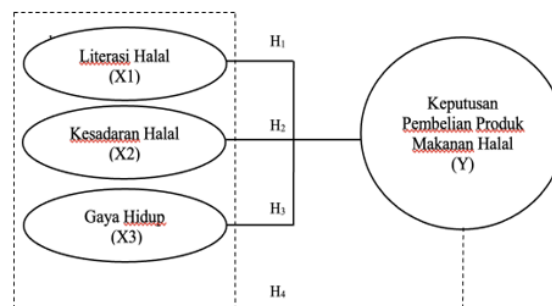 Literasi Halal
(X1)
Kesadaran Halal
(X2)
Gaya Hidup
(X3)
H1
H2
H3
H4
Keputusan
Pembelian Produk
Makanan Halal
(Y)